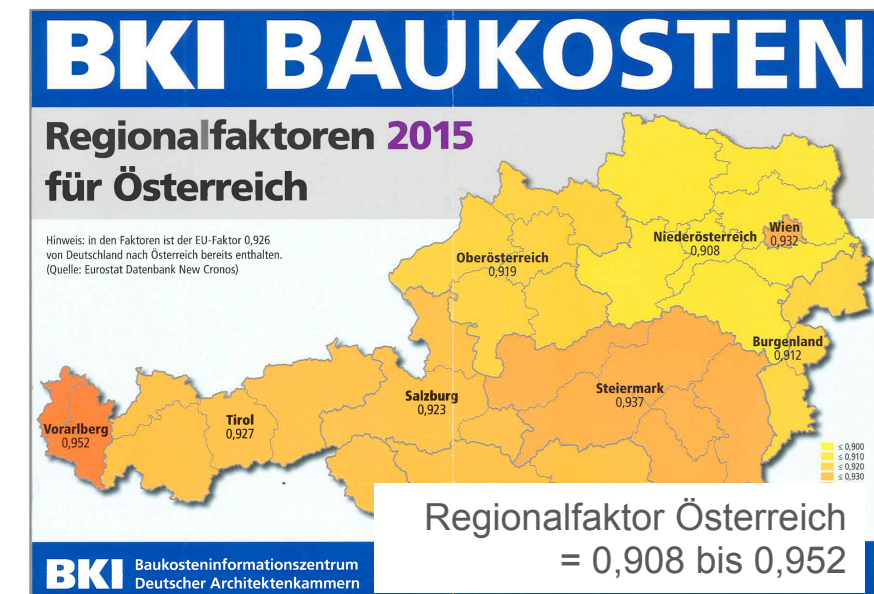 BKI BAUKOSTEN
Regionalfaktoren 2015
für Österreich
Hinweis: in den Faktoren ist der EU-Faktor 0,926
von Deutschland nach Österreich bereits enthalten.
(Quelle: Eurostat Datenbank New Cronos)
Niederösterreich
0,908
Wien
0,932
Oberösterreich
0,919
Burgenland
0,912
Steiermark
0,937
Salzburg
0,923
Tirol
0,927
Vorarlberg
0,952
≤ 0,900
≤ 0,910
≤ 0,920
≤ 0,930
Regionalfaktor Österreich
= 0,908 bis 0,952
BKI Baukosteninformationszentrum
Deutscher Architektenkammern